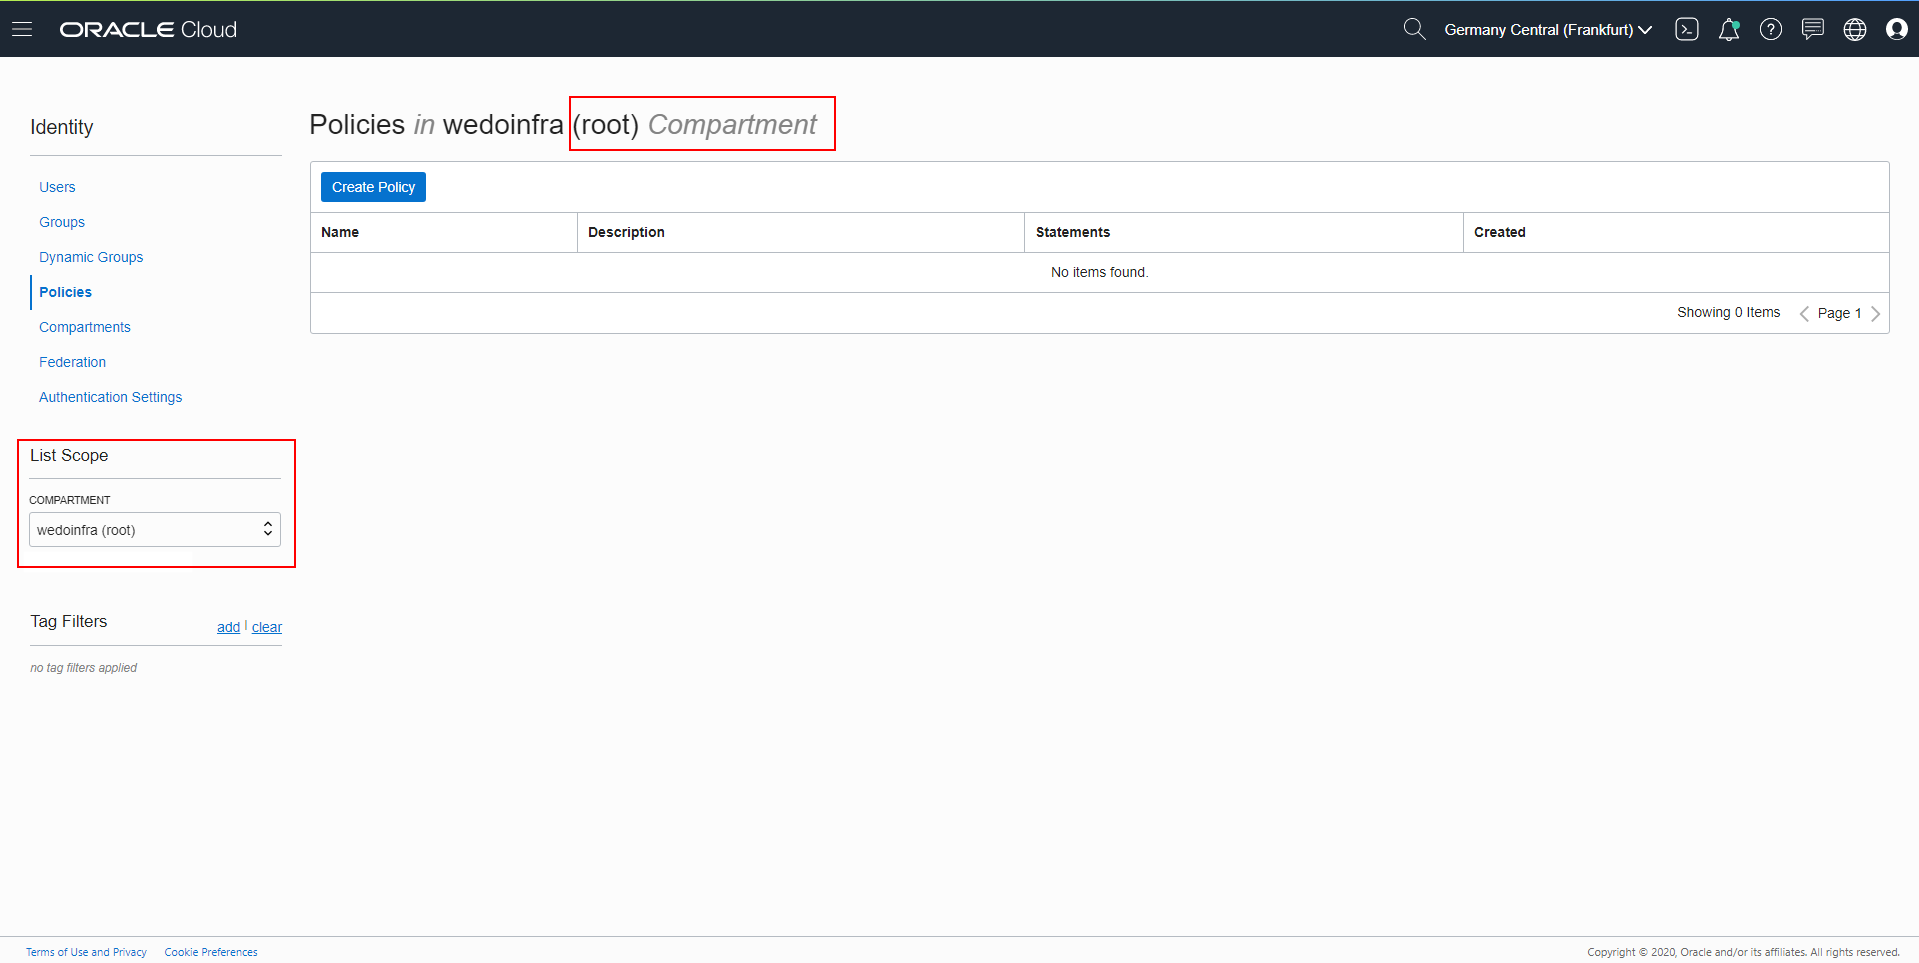 ORACLE Cloud
Germany Central (Frankfurt)
Identity
Users
Groups
Dynamic Groups
Policies
Compartments
Federation
Authentication Settings
List Scope
COMPARTMENT
wedoinfra (root)
Tag Filters
add | clear
no tag filters applied
Policies in wedoinfra (root) Compartment
Create Policy
Name Description Statements Created
No items found.
Showing 0 Items Page 1
Terms of Use and Privacy Cookie Preferences
Copyright © 2020, Oracle and/or its affiliates. All rights reserved.